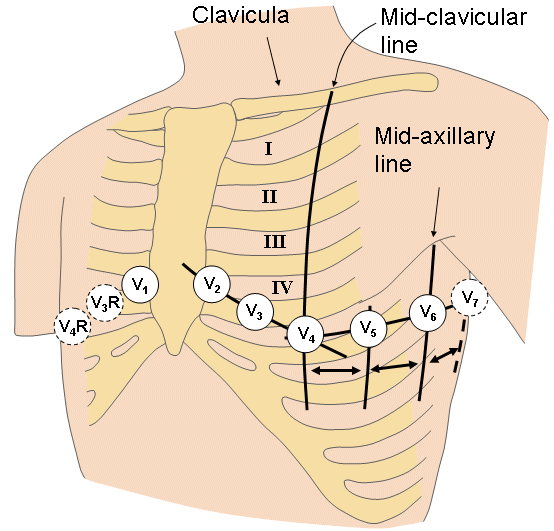 Clavicula
Mid-clavicular
line
Mid-axillary
line
I
II
III
IV
V1
V2
V3
V4
V5
V6
V7
V3R
V4R